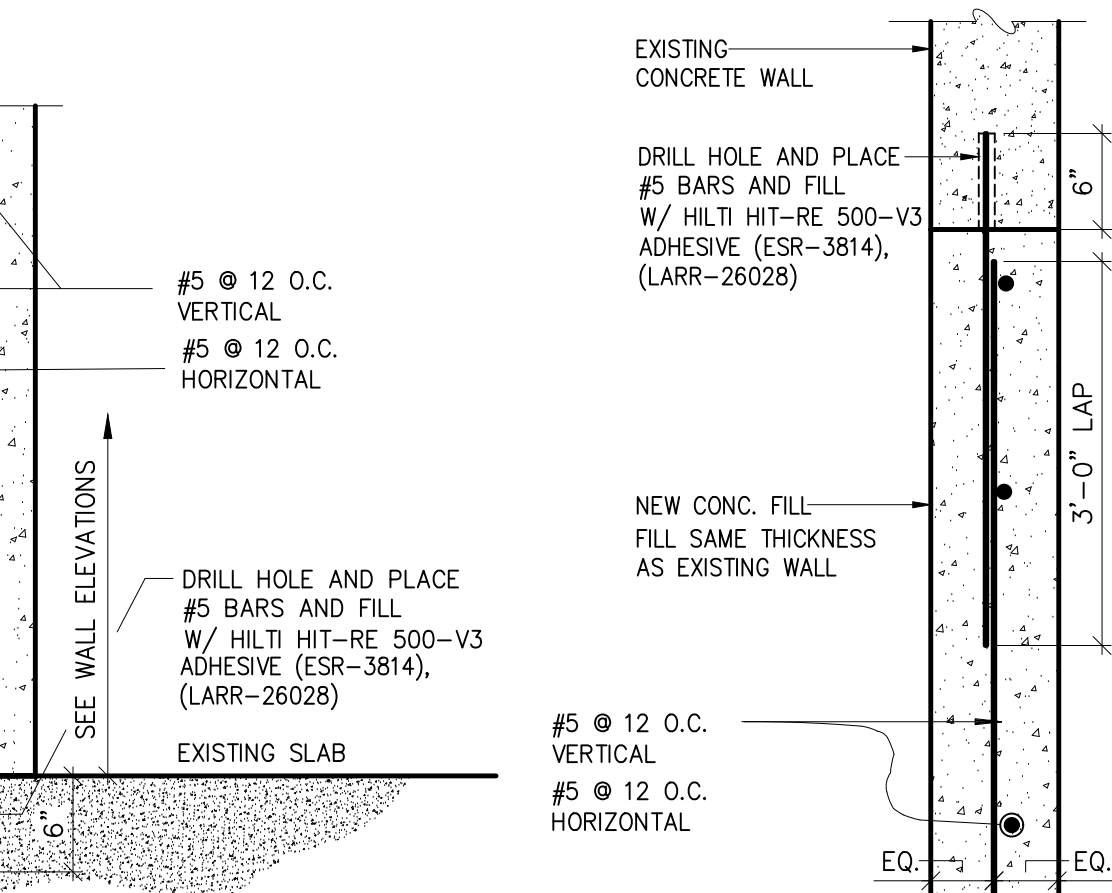 #5 @ 12 O.C.
VERTICAL
#5 @ 12 O.C.
HORIZONTAL
SEE WALL ELEVATIONS
DRILL HOLE AND PLACE
#5 BARS AND FILL
W/ HILTI HIT-RE 500-V3
ADHESIVE (ESR-3814),
(LARR-26028)
EXISTING SLAB
6"
EXISTING
CONCRETE WALL
DRILL HOLE AND PLACE
#5 BARS AND FILL
W/ HILTI HIT-RE 500-V3
ADHESIVE (ESR-3814),
(LARR-26028)
6"
3'-0" LAP
NEW CONC. FILL
FILL SAME THICKNESS
AS EXISTING WALL
#5 @ 12 O.C.
VERTICAL
#5 @ 12 O.C.
HORIZONTAL
EQ.
EQ.